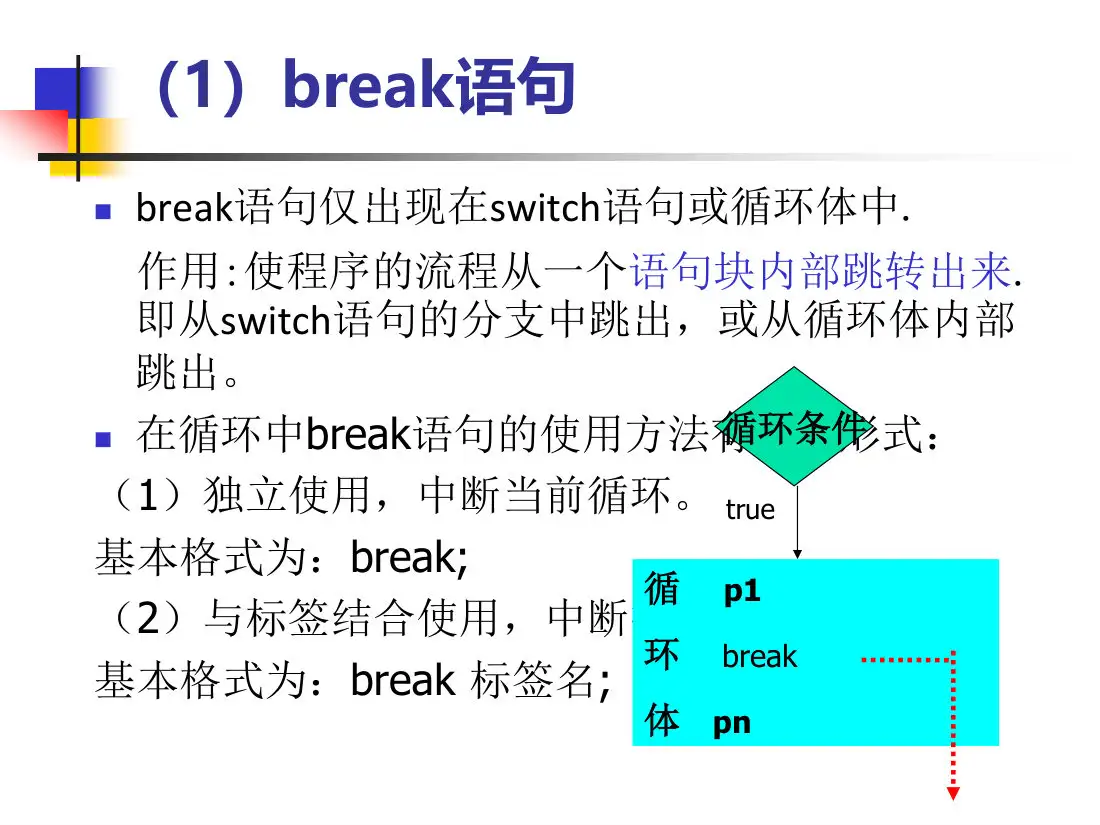 （1）break语句
break语句仅出现在switch语句或循环体中.
作用:使程序的流程从一个语句块内部跳转出来.
即从switch语句的分支中跳出，或从循环体内部
跳出。
在循环中break语句的使用方法 形式：
循环条件
（1）独立使用，中断当前循环。
true
基本格式为：break;
（2）与标签结合使用，中断
基本格式为：break 标签名;
循 p1
环 break
体 pn